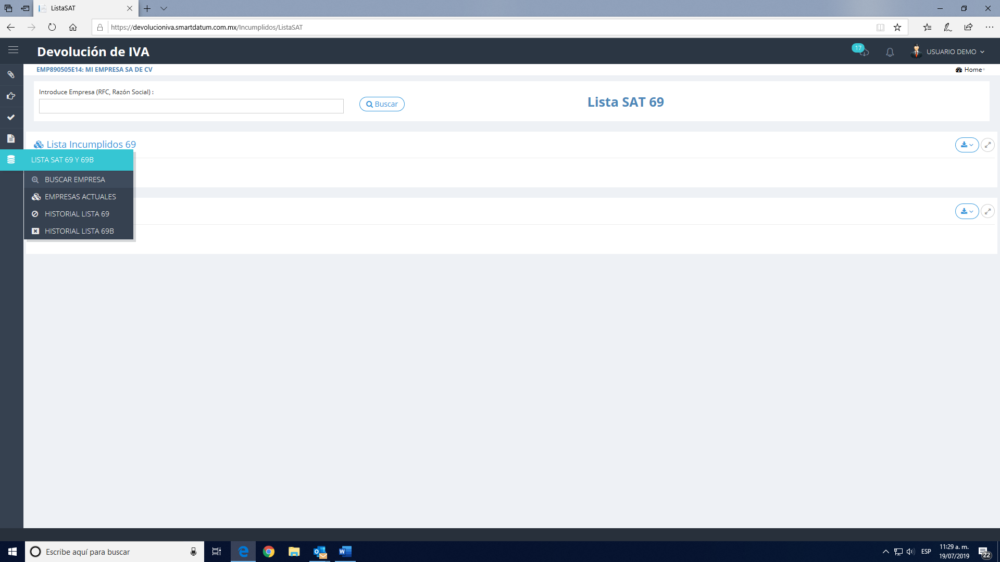 ListaSAT
https://devolucioniva.smartdatum.com.mx/Incumplidos/ListaSAT
Devolución de IVA
17
USUARIO DEMO
EMP890505E14: MI EMPRESA SA DE CV
Home
Introduce Empresa (RFC, Razón Social) :
Buscar
Lista SAT 69
Lista Incumplidos 69
LISTA SAT 69 Y 69B
BUSCAR EMPRESA
EMPRESAS ACTUALES
HISTORIAL LISTA 69
HISTORIAL LISTA 69B
Escribe aquí para buscar
ESP
11:29 a. m.
19/07/2019
22